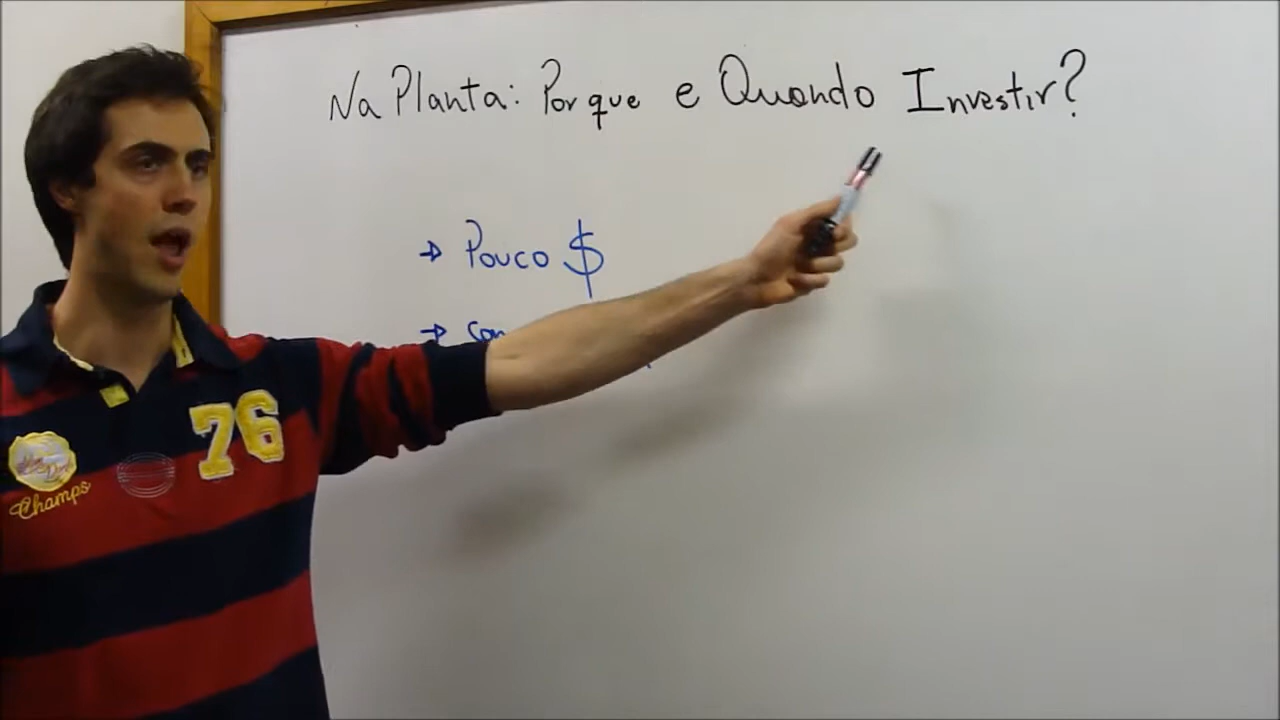 Na Planta: Porque e Quando Investir?
→ Pouco $
→
76
Champs